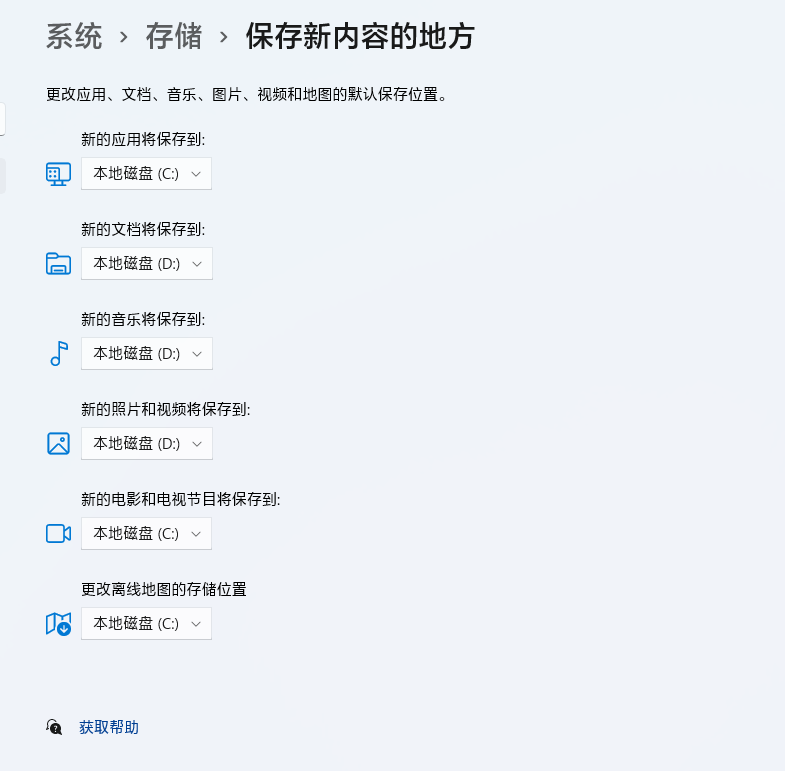 系统 › 存储 › 保存新内容的地方
更改应用、文档、音乐、图片、视频和地图的默认保存位置。
新的应用将保存到:
本地磁盘 (C:)
新的文档将保存到:
本地磁盘 (D:)
新的音乐将保存到:
本地磁盘 (D:)
新的照片和视频将保存到:
本地磁盘 (D:)
新的电影和电视节目将保存到:
本地磁盘 (C:)
更改离线地图的存储位置
本地磁盘 (C:)
获取帮助